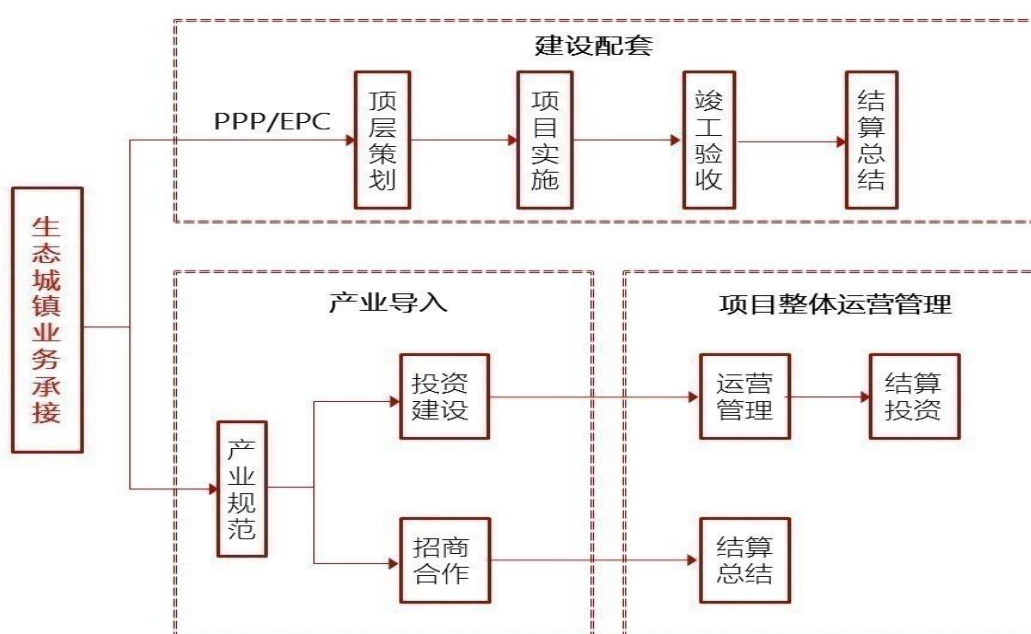 建设配套
PPP/EPC
顶层策划
项目实施
竣工验收
结算总结
生态城镇业务承接
产业导入
项目整体运营管理
产业规范
投资
建设
运营
管理
结算
投资
招商
合作
结算
总结